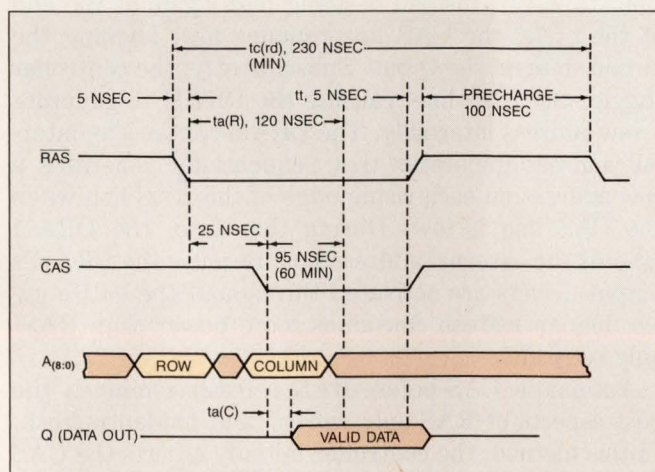 tc(rd), 230 NSEC
(MIN)
5 NSEC
tt, 5 NSEC
PRECHARGE
100 NSEC
ta(R), 120 NSEC
RAS
25 NSEC
95 NSEC
(60 MIN)
CAS
A(8:0)
ROW
COLUMN
ta(C)
Q (DATA OUT)
VALID DATA